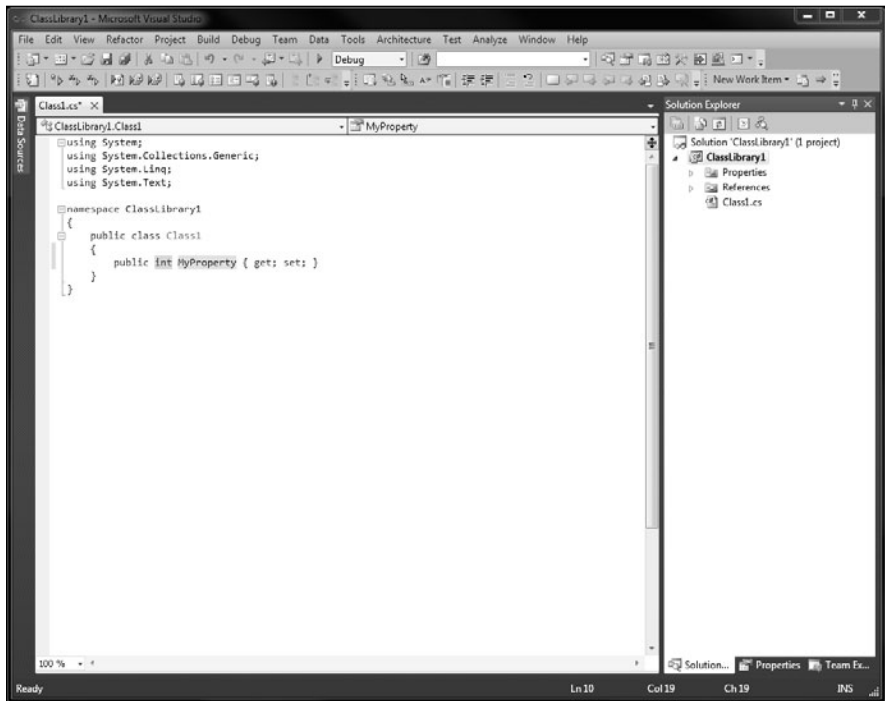 ClassLibrary1 - Microsoft Visual Studio
File Edit View Refactor Project Build Debug Team Data Tools Architecture Test Analyze Window Help
Debug
New Work Item
Data Sources
Class1.cs*
ClassLibrary1.Class1
MyProperty
using System;
using System.Collections.Generic;
using System.Linq;
using System.Text;
namespace ClassLibrary1
{
public class Class1
{
public int MyProperty { get; set; }
}
}
100 %
Solution Explorer
Solution 'ClassLibrary1' (1 project)
ClassLibrary1
Properties
References
Class1.cs
Solution... Properties Team Ex...
Ready Ln 10 Col 19 Ch 19 INS